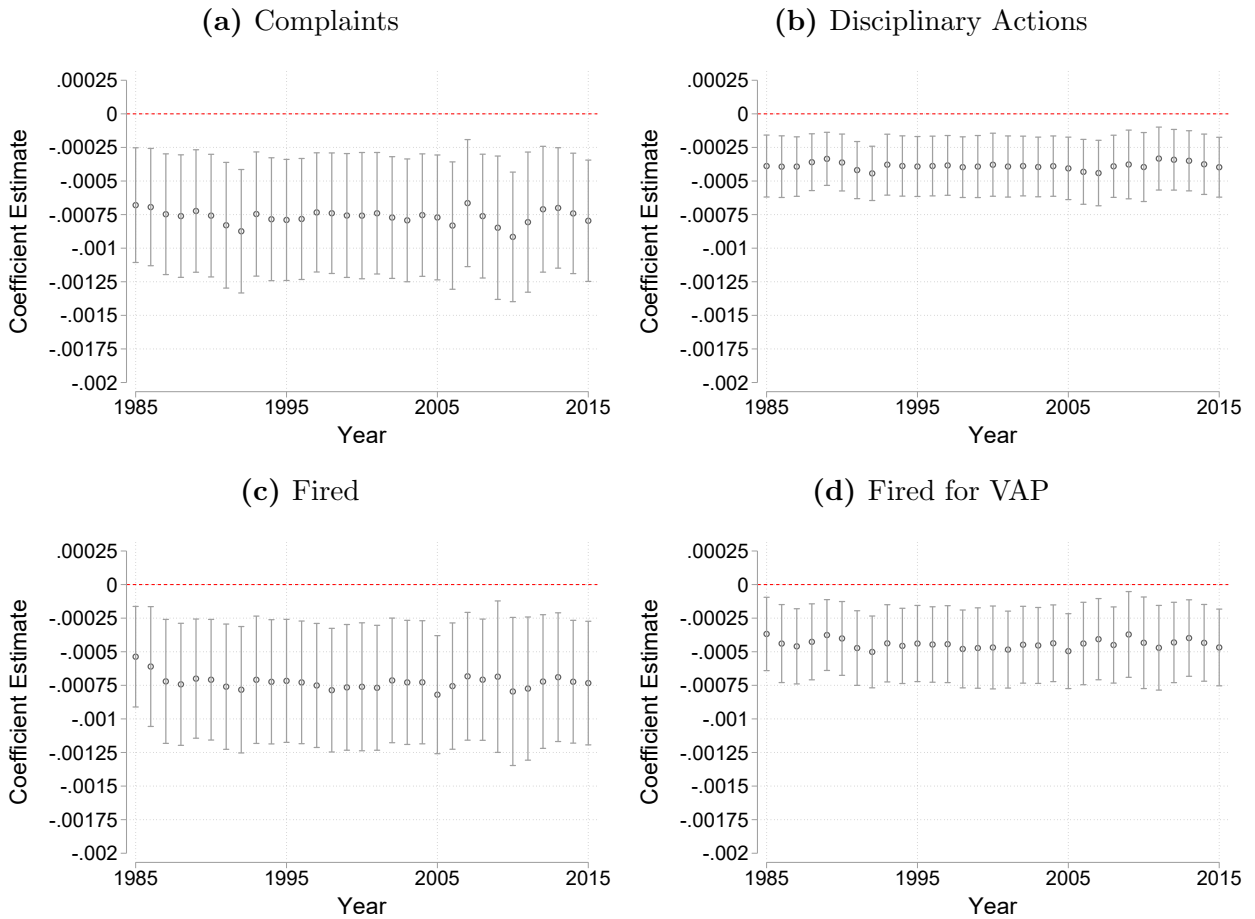 (a) Complaints
.00025
0
-.00025
-.0005
-.00075
-.001
-.00125
-.0015
-.00175
-.002
Coefficient Estimate
1985 1995 2005 2015
Year
(b) Disciplinary Actions
.00025
0
-.00025
-.0005
-.00075
-.001
-.00125
-.0015
-.00175
-.002
Coefficient Estimate
1985 1995 2005 2015
Year
(c) Fired
.00025
0
-.00025
-.0005
-.00075
-.001
-.00125
-.0015
-.00175
-.002
Coefficient Estimate
1985 1995 2005 2015
Year
(d) Fired for VAP
.00025
0
-.00025
-.0005
-.00075
-.001
-.00125
-.0015
-.00175
-.002
Coefficient Estimate
1985 1995 2005 2015
Year